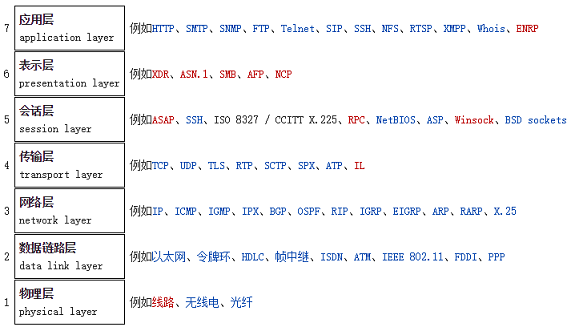 7 应用层 例如HTTP、SMTP、SNMP、FTP、Telnet、SIP、SSH、NFS、RTSP、XMPP、Whois、ENRP
application layer
6 表示层 例如XDR、ASN.1、SMB、AFP、NCP
presentation layer
5 会话层 例如ASAP、SSH、ISO 8327 / CCITT X.225、RPC、NetBIOS、ASP、Winsock、BSD sockets
session layer
4 传输层 例如TCP、UDP、TLS、RTP、SCTP、SPX、ATP、IL
transport layer
3 网络层 例如IP、ICMP、IGMP、IPX、BGP、OSPF、RIP、IGRP、EIGRP、ARP、RARP、X.25
network layer
2 数据链路层 例如以太网、令牌环、HDLC、帧中继、ISDN、ATM、IEEE 802.11、FDDI、PPP
data link layer
1 物理层 例如线路、无线电、光纤
physical layer